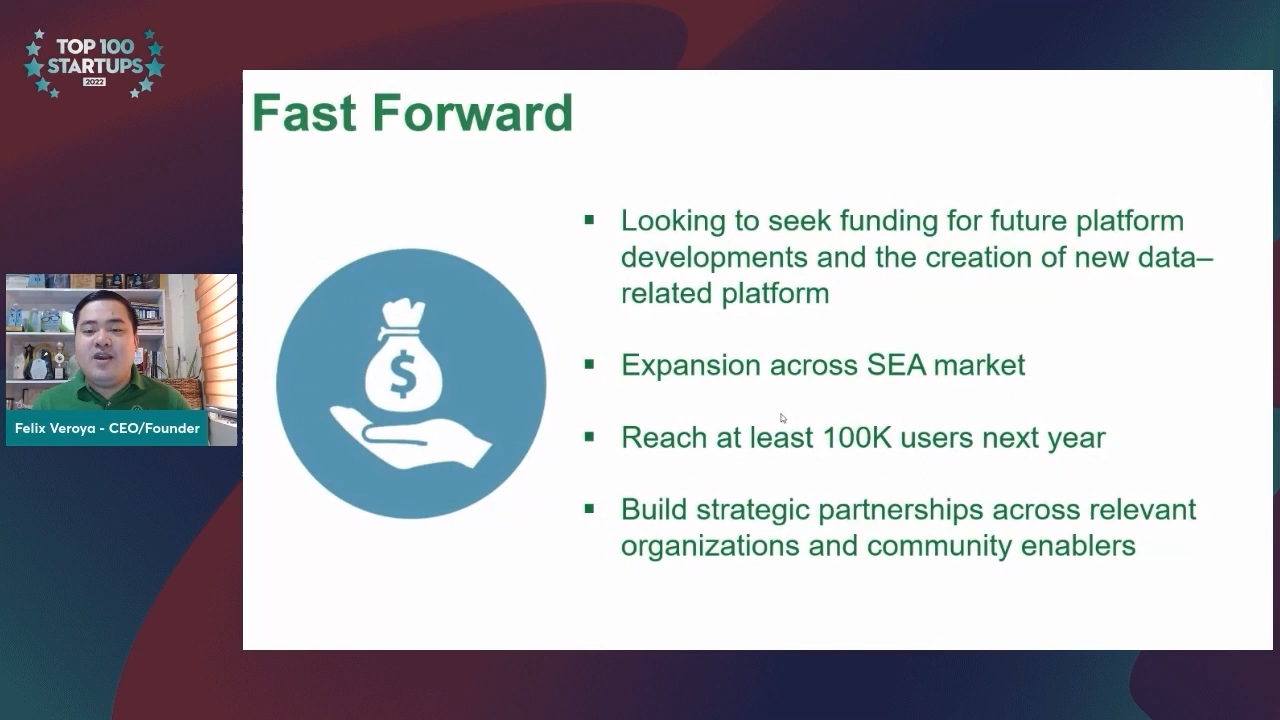 TOP 100
STARTUPS
2022
Fast Forward
▪ Looking to seek funding for future platform
developments and the creation of new data–
related platform
▪ Expansion across SEA market
▪ Reach at least 100K users next year
▪ Build strategic partnerships across relevant
organizations and community enablers
$
Felix Veroya - CEO/Founder